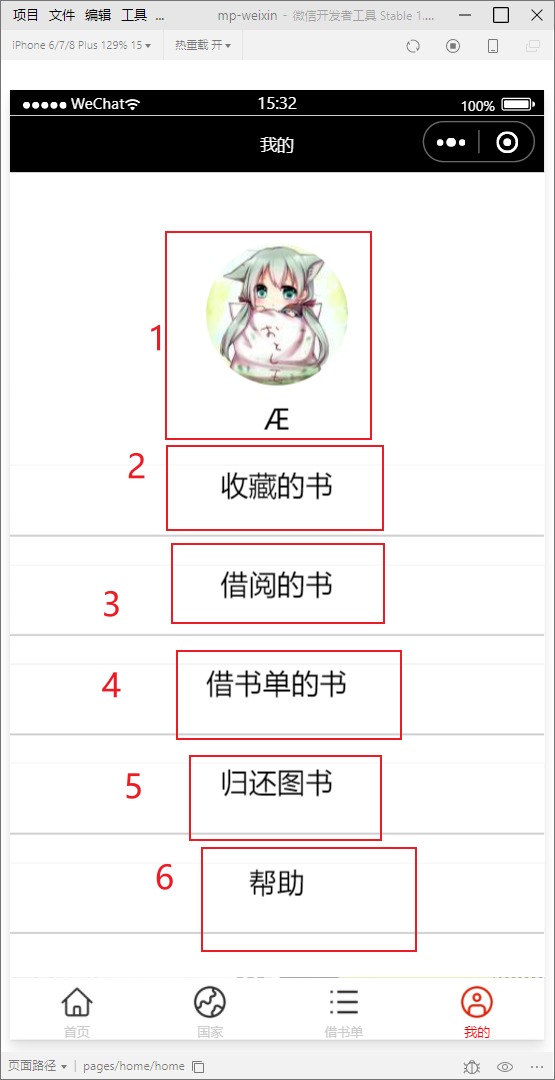 项目 文件 编辑 工具 ... mp-weixin - 微信开发者工具 Stable 1....
iPhone 6/7/8 Plus 129% 15 热重载 开
WeChat 15:32 100%
我的
1
Æ
2
收藏的书
借阅的书
3
借书单的书
4
归还图书
5
6
帮助
首页 国家 借书单 我的
页面路径 | pages/home/home